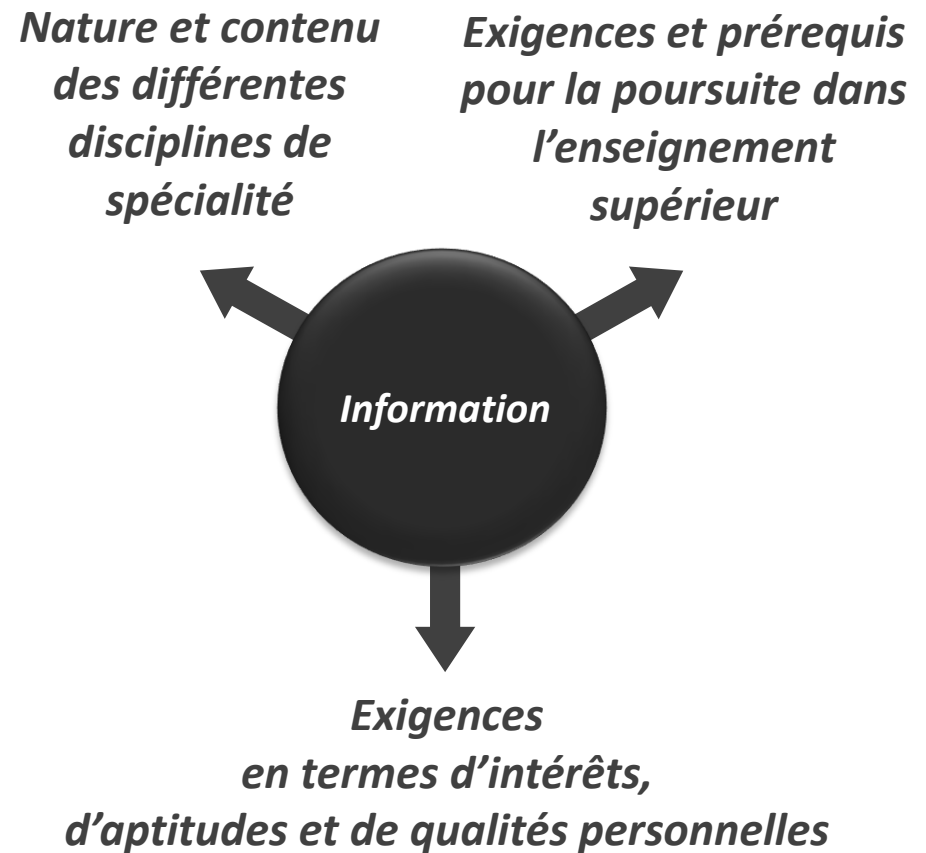 Nature et contenu
des différentes
disciplines de
spécialité
Exigences et prérequis
pour la poursuite dans
l’enseignement
supérieur
Information
Exigences
en termes d’intérêts,
d’aptitudes et de qualités personnelles